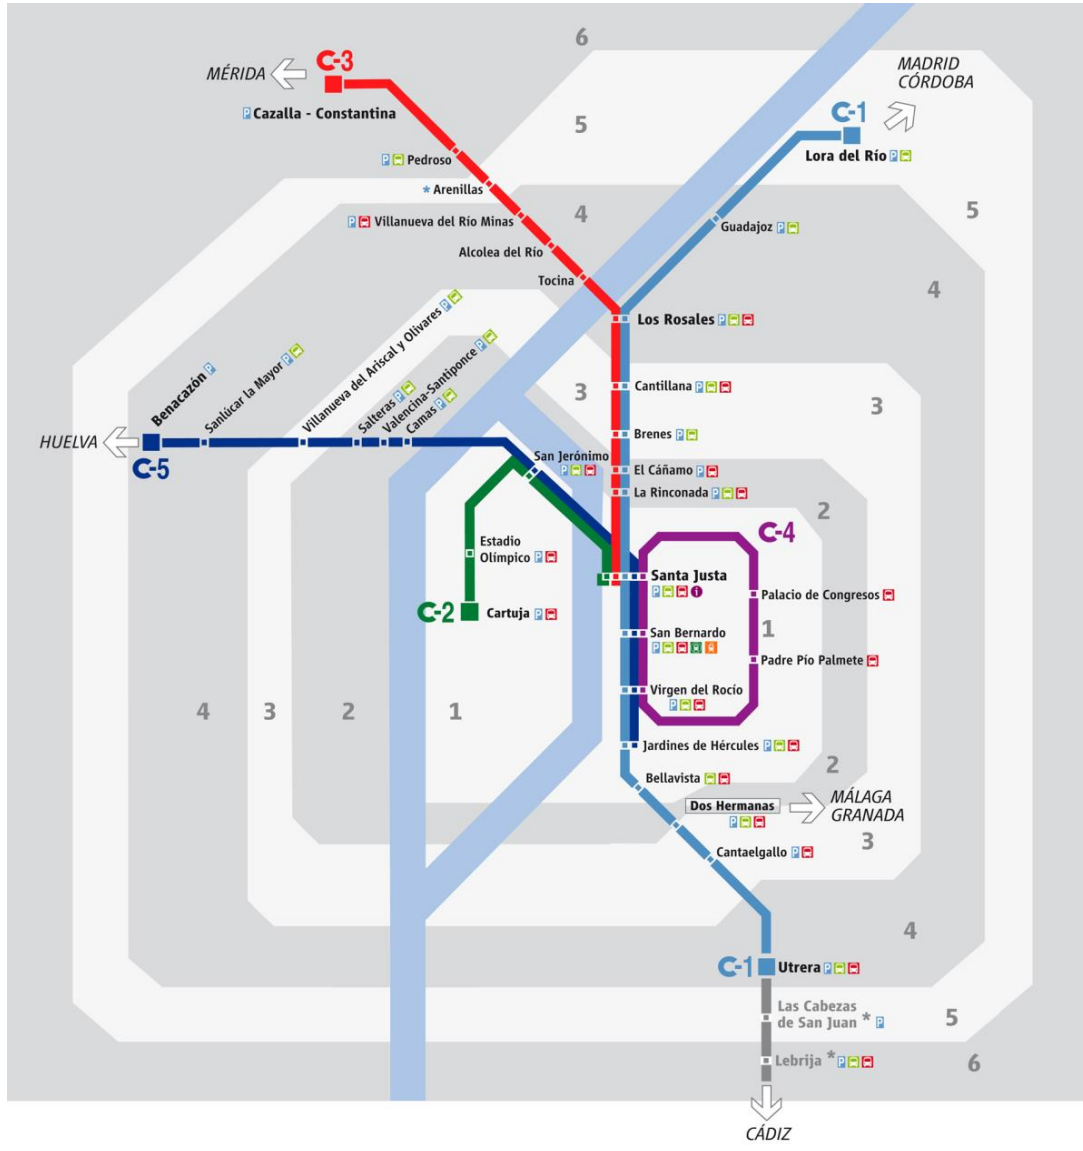 6
C-3
MÉRIDA
MADRID
CÓRDOBA
P Cazalla - Constantina
C-1
5
Lora del Río P
P Pedroso
* Arenillas
4
5
P Villanueva del Río Minas
Guadajoz P
Alcolea del Río
Tocina
4
Los Rosales P
Villanueva del Ariscal y Olivares P
Sanlúcar la Mayor P
Benacazón P
Salteras P
Valencina-Santiponce P
Camas P
3
Cantillana P
3
HUELVA
C-5
Brenes P
San Jerónimo
P
El Cáñamo P
La Rinconada P
2
C-4
Estadio
Olímpico P
Santa Justa
P i
Palacio de Congresos
C-2
Cartuja P
San Bernardo
P
1
Padre Pío Palmete
Virgen del Rocío
P
4
3
2
1
Jardines de Hércules P
2
Bellavista
Dos Hermanas
P
MÁLAGA
GRANADA
3
Cantaelgallo P
4
C-1
Utrera P
Las Cabezas
de San Juan * P
5
Lebrija * P
6
CÁDIZ